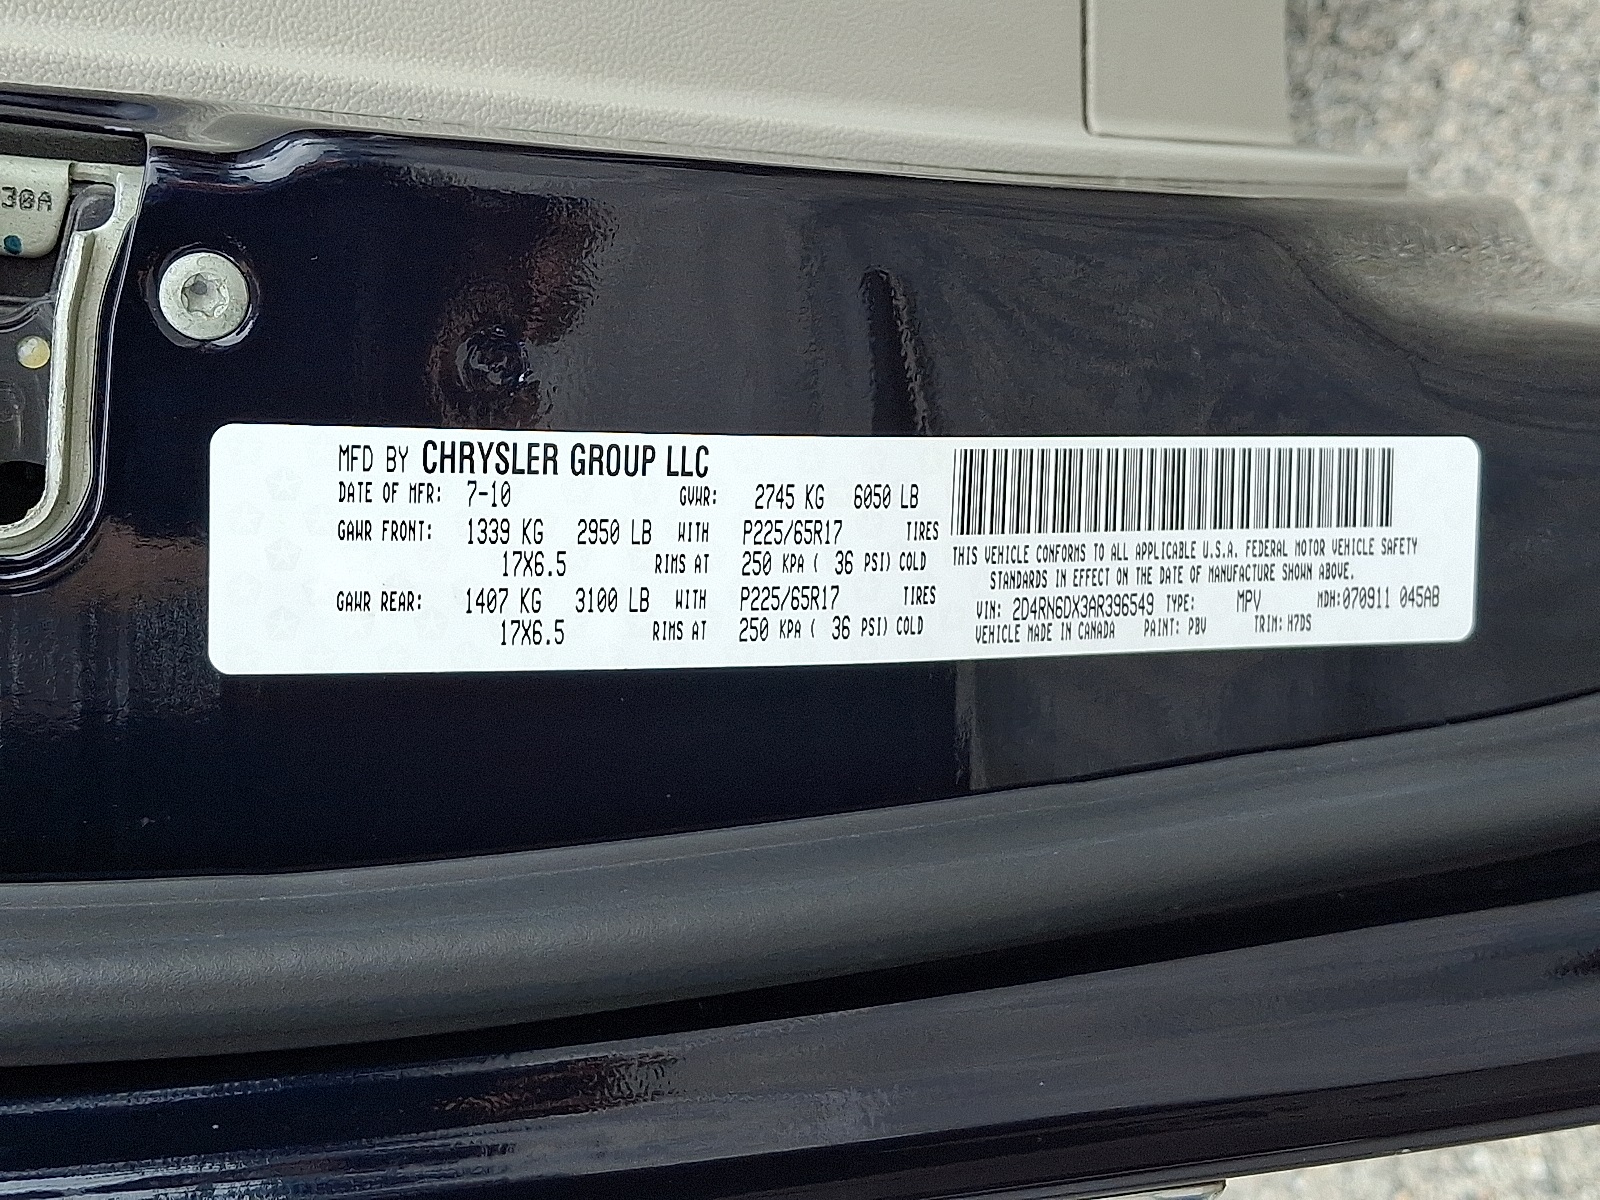 30A
MFD BY CHRYSLER GROUP LLC
DATE OF MFR: 7-10 GVWR: 2745 KG 6050 LB
GAWR FRONT: 1339 KG 2950 LB WITH P225/65R17 TIRES
17X6.5 RIMS AT 250 KPA ( 36 PSI) COLD
GAWR REAR: 1407 KG 3100 LB WITH P225/65R17 TIRES
17X6.5 RIMS AT 250 KPA ( 36 PSI) COLD
THIS VEHICLE CONFORMS TO ALL APPLICABLE U.S.A. FEDERAL MOTOR VEHICLE SAFETY
STANDARDS IN EFFECT ON THE DATE OF MANUFACTURE SHOWN ABOVE.
VIN: 2D4RN6DX3AR396549 TYPE: MPV MDH:070911 045AB
VEHICLE MADE IN CANADA PAINT: PBV TRIM: H7DS